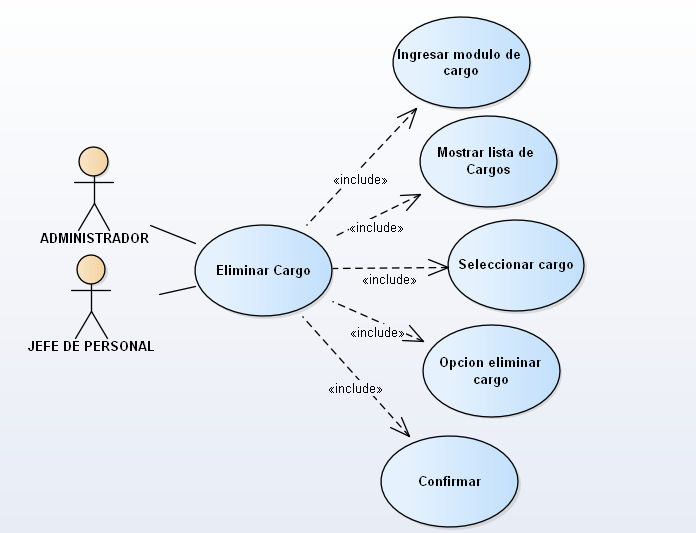 Ingresar modulo de
cargo
«include»
Mostrar lista de
Cargos
«include»
ADMINISTRADOR
Eliminar Cargo
Seleccionar cargo
«include»
JEFE DE PERSONAL
«include»
Opcion eliminar
cargo
«include»
Confirmar